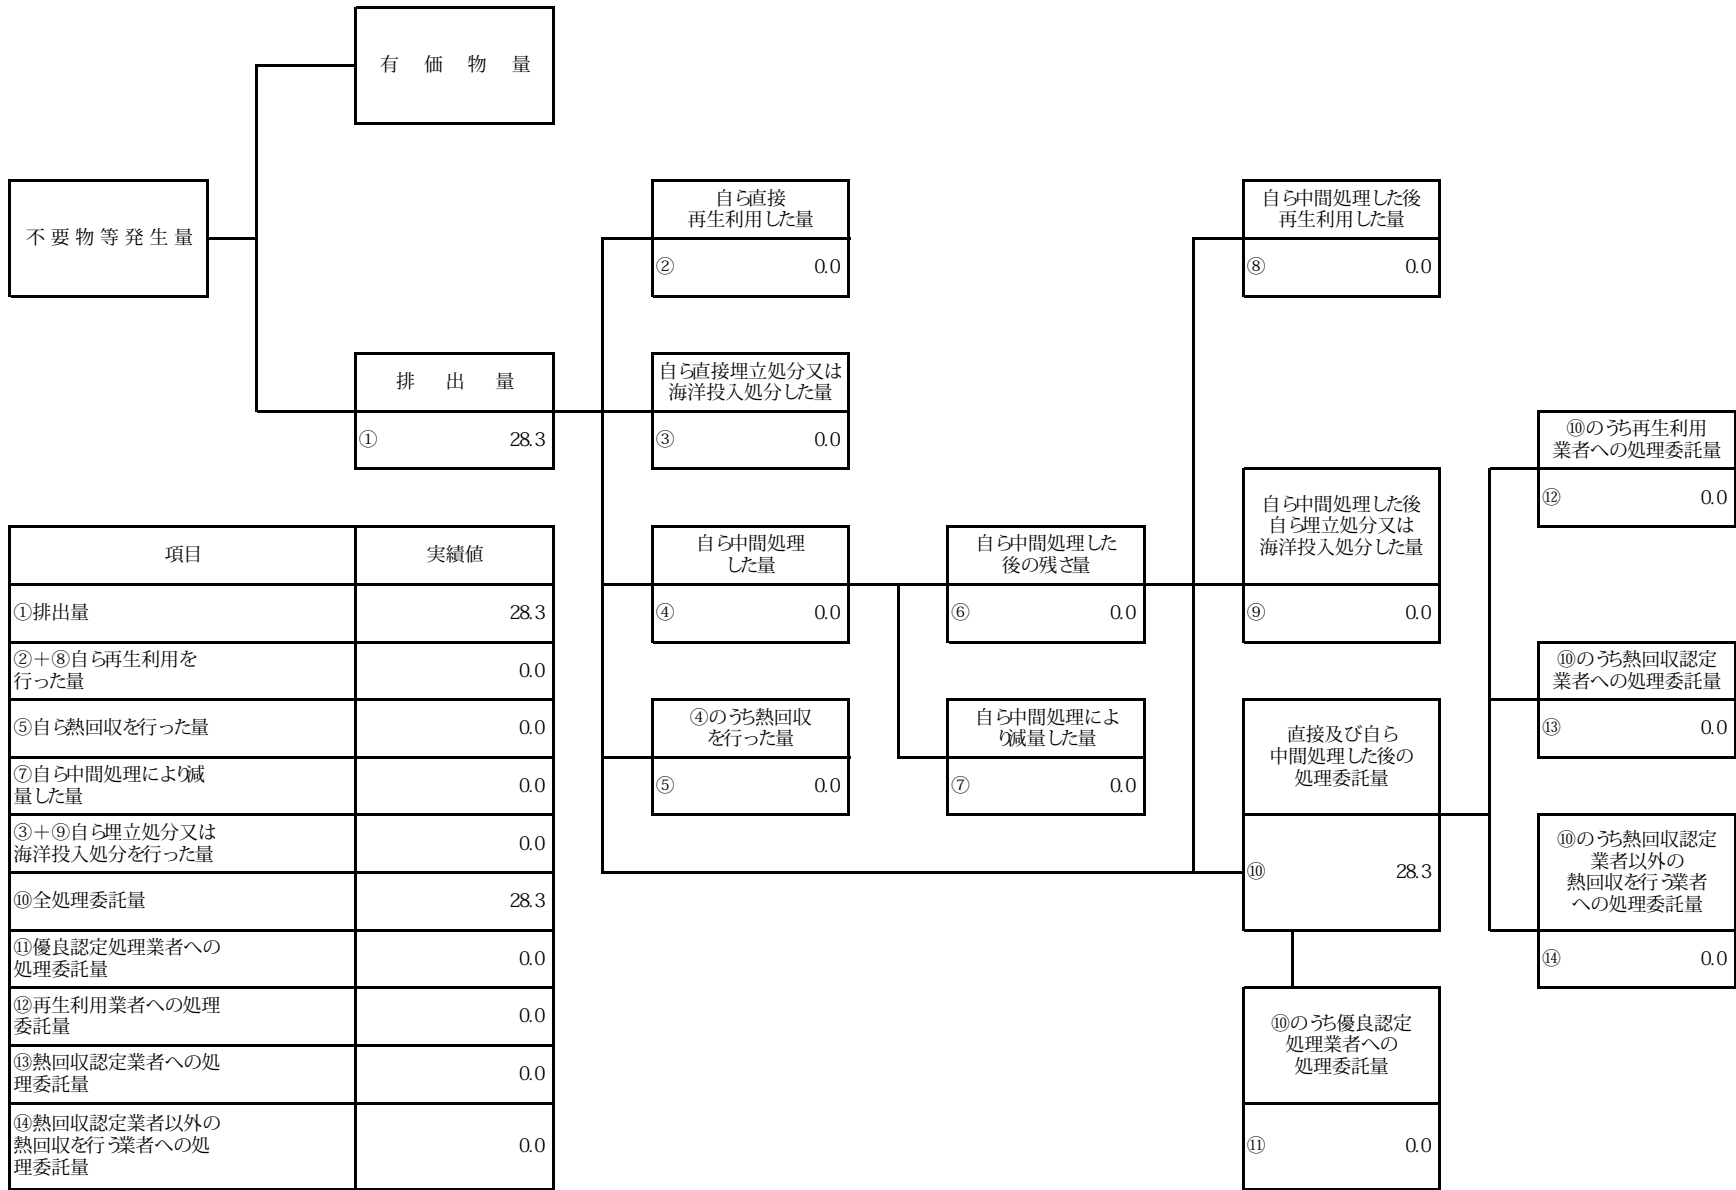 有価物量
不要物等発生量
自ら直接
再生利用した量
② 0.0
自ら中間処理した後
再生利用した量
⑧ 0.0
排出量
① 28.3
自ら直接埋立処分又は
海洋投入処分した量
③ 0.0
⑩のうち再生利用
業者への処理委託量
⑫ 0.0
自ら中間処理
した量
④ 0.0
自ら中間処理した
後の残さ量
⑥ 0.0
自ら中間処理した後
自ら埋立処分又は
海洋投入処分した量
⑨ 0.0
⑩のうち熱回収認定
業者への処理委託量
⑬ 0.0
④のうち熱回収
を行った量
⑤ 0.0
自ら中間処理によ
り減量した量
⑦ 0.0
直接及び自ら
中間処理した後の
処理委託量
⑩ 28.3
⑩のうち熱回収認定
業者以外の
熱回収を行う業者
への処理委託量
⑭ 0.0
⑩のうち優良認定
処理業者への
処理委託量
⑪ 0.0
項目 実績値
①排出量 28.3
②＋⑧自ら再生利用を
行った量 0.0
⑤自ら熱回収を行った量 0.0
⑦自ら中間処理により減
量した量 0.0
③＋⑨自ら埋立処分又は
海洋投入処分を行った量 0.0
⑩全処理委託量 28.3
⑪優良認定処理業者への
処理委託量 0.0
⑫再生利用業者への処理
委託量 0.0
⑬熱回収認定業者への処
理委託量 0.0
⑭熱回収認定業者以外の
熱回収を行う業者への処
理委託量 0.0